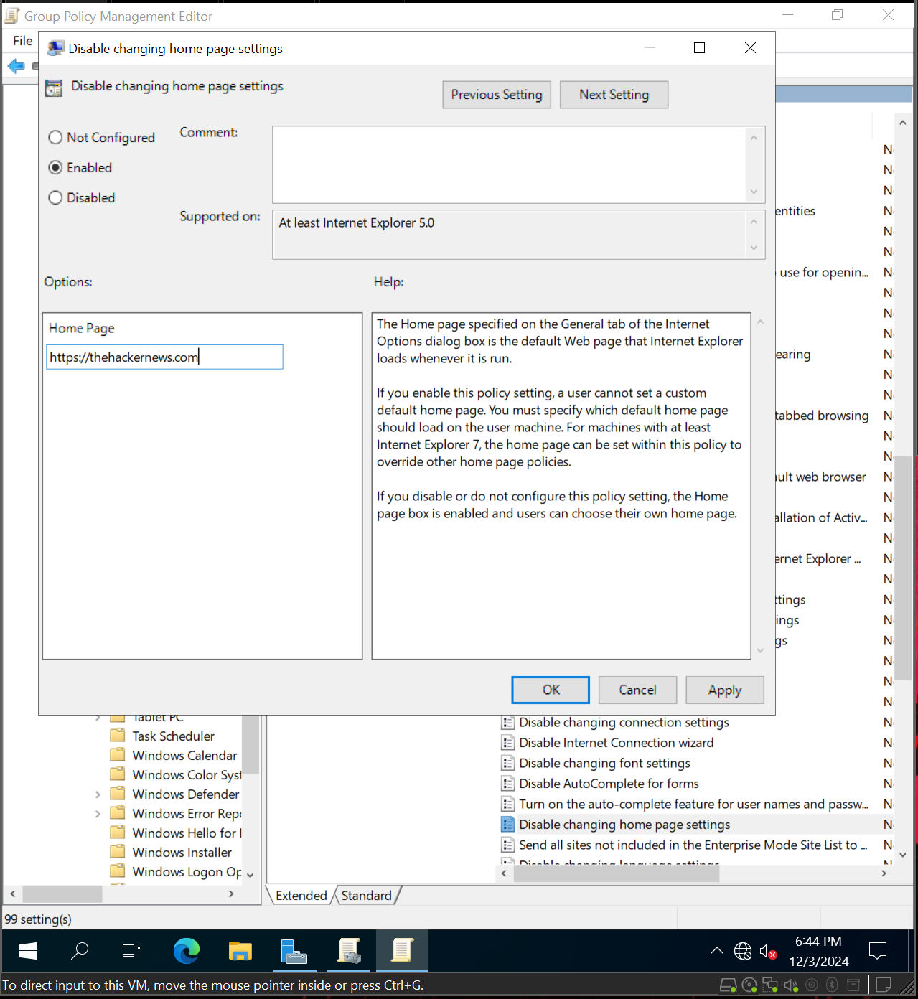 Group Policy Management Editor
File
Disable changing home page settings
Disable changing home page settings
Previous Setting
Next Setting
Not Configured
Enabled
Disabled
Comment:
Supported on:
At least Internet Explorer 5.0
Options:
Help:
Home Page
https://thehackernews.com
The Home page specified on the General tab of the Internet
Options dialog box is the default Web page that Internet Explorer
loads whenever it is run.
If you enable this policy setting, a user cannot set a custom
default home page. You must specify which default home page
should load on the user machine. For machines with at least
Internet Explorer 7, the home page can be set within this policy to
override other home page policies.
If you disable or do not configure this policy setting, the Home
page box is enabled and users can choose their own home page.
OK
Cancel
Apply
entities
use for openin...
earing
tabbed browsing
ult web browser
allation of Activ...
ernet Explorer ...
ttings
ings
gs
Tablet PC
Task Scheduler
Windows Calendar
Windows Color Syst
Windows Defender
Windows Error Repo
Windows Hello for
Windows Installer
Windows Logon Op
Disable changing connection settings
Disable Internet Connection wizard
Disable changing font settings
Disable AutoComplete for forms
Turn on the auto-complete feature for user names and passw...
Disable changing home page settings
Send all sites not included in the Enterprise Mode Site List to ...
Disable changing language settings
Extended
Standard
99 setting(s)
6:44 PM
12/3/2024
To direct input to this VM, move the mouse pointer inside or press Ctrl+G.